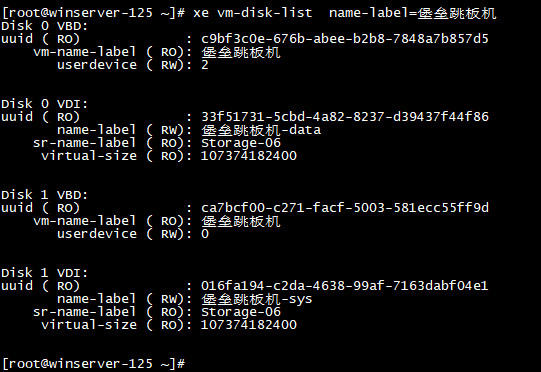 [root@winserver-125 ~]# xe vm-disk-list  name-label=堡垒跳板机
Disk 0 VBD:
uuid ( RO)             : c9bf3c0e-676b-abee-b2b8-7848a7b857d5
    vm-name-label ( RO): 堡垒跳板机
       userdevice ( RW): 2
Disk 0 VDI:
uuid ( RO)             : 33f51731-5cbd-4a82-8237-d39437f44f86
       name-label ( RW): 堡垒跳板机-data
    sr-name-label ( RO): Storage-06
     virtual-size ( RO): 107374182400
Disk 1 VBD:
uuid ( RO)             : ca7bcf00-c271-facf-5003-581ecc55ff9d
    vm-name-label ( RO): 堡垒跳板机
       userdevice ( RW): 0
Disk 1 VDI:
uuid ( RO)             : 016fa194-c2da-4638-99af-7163dabf04e1
       name-label ( RW): 堡垒跳板机-sys
    sr-name-label ( RO): Storage-06
     virtual-size ( RO): 107374182400
[root@winserver-125 ~]#